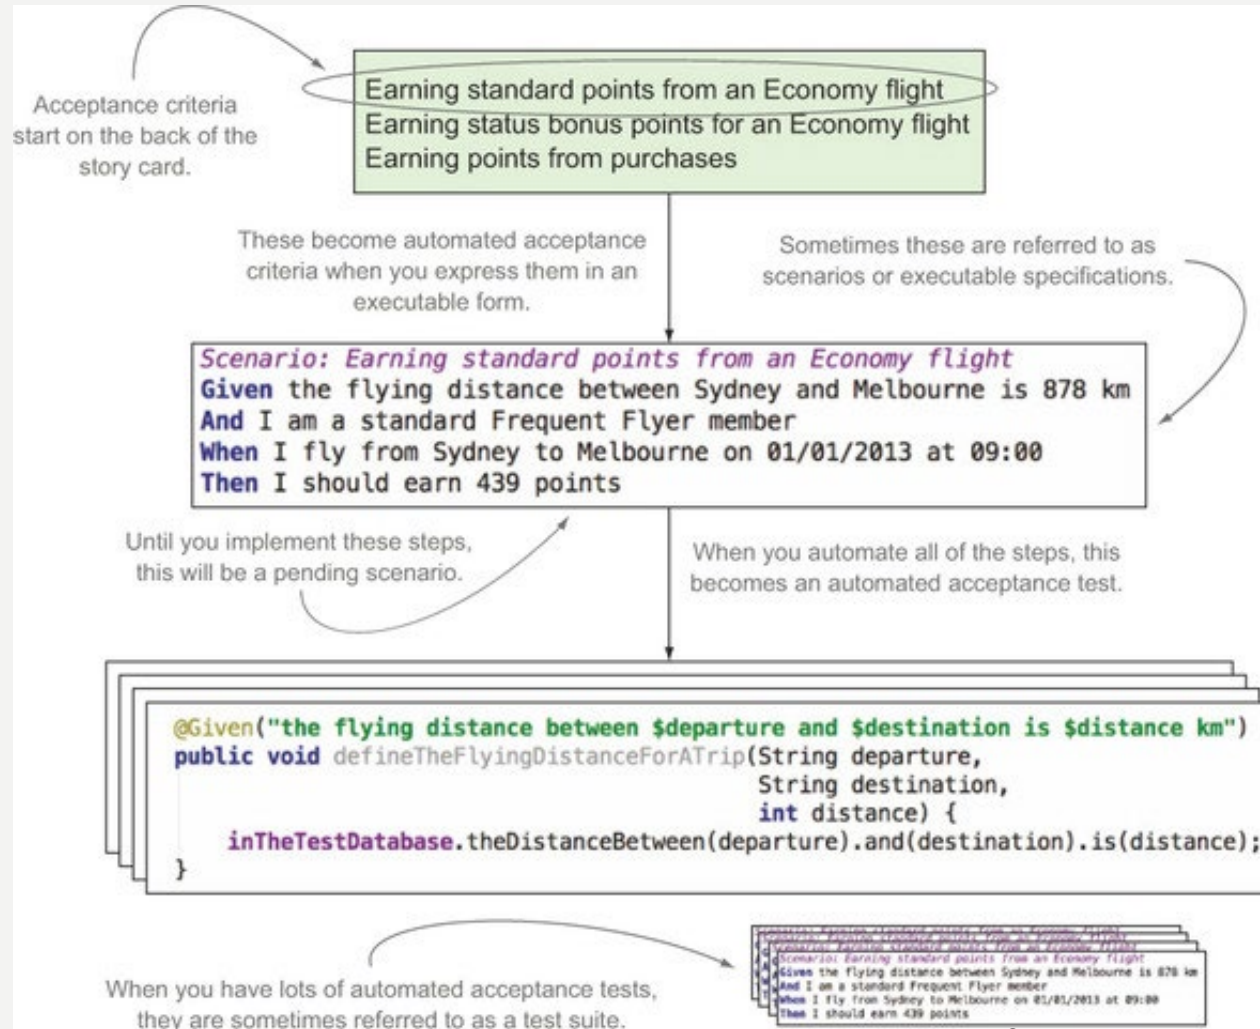 Acceptance criteria
start on the back of the
story card.
Earning standard points from an Economy flight
Earning status bonus points for an Economy flight
Earning points from purchases
These become automated acceptance
criteria when you express them in an
executable form.
Sometimes these are referred to as
scenarios or executable specifications.
Scenario: Earning standard points from an Economy flight
Given the flying distance between Sydney and Melbourne is 878 km
And I am a standard Frequent Flyer member
When I fly from Sydney to Melbourne on 01/01/2013 at 09:00
Then I should earn 439 points
Until you implement these steps,
this will be a pending scenario.
When you automate all of the steps, this
becomes an automated acceptance test.
@Given("the flying distance between $departure and $destination is $distance km")
public void defineTheFlyingDistanceForATrip(String departure,
String destination,
int distance) {
inTheTestDatabase.theDistanceBetween(departure).and(destination).is(distance);
}
When you have lots of automated acceptance tests,
they are sometimes referred to as a test suite.
Scenario: Earning standard points from an Economy flight
Given the flying distance between Sydney and Melbourne is 878 km
And I am a standard Frequent Flyer member
When I fly from Sydney to Melbourne on 01/01/2013 at 09:00
Then I should earn 439 points